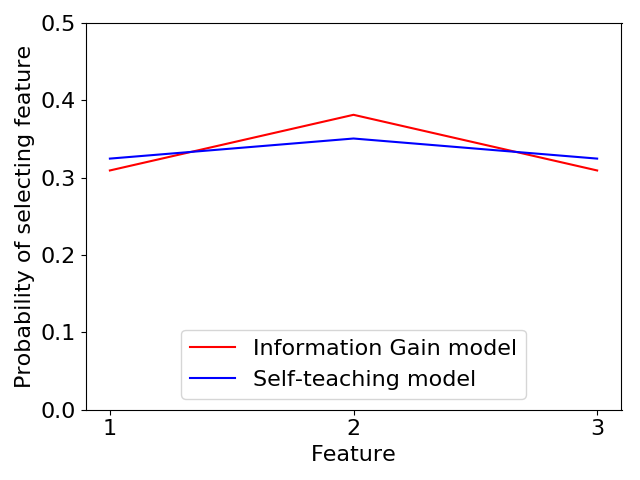 Probability of selecting feature
0.5
0.4
0.3
0.2
0.1
0.0
Information Gain model
Self-teaching model
1 2 3
Feature